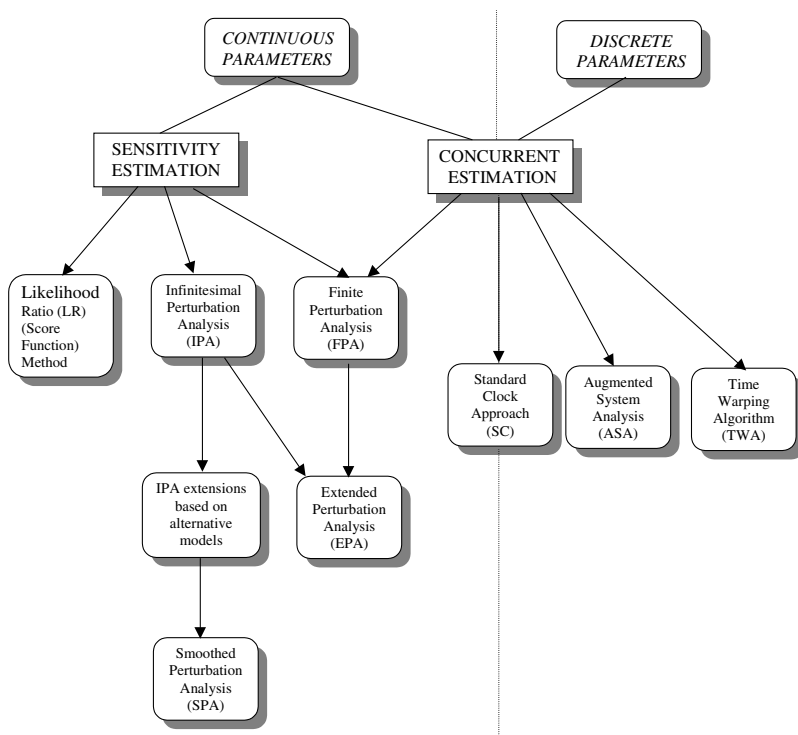 CONTINUOUS
PARAMETERS
DISCRETE
PARAMETERS
SENSITIVITY
ESTIMATION
CONCURRENT
ESTIMATION
Likelihood
Ratio (LR)
(Score
Function)
Method
Infinitesimal
Perturbation
Analysis
(IPA)
Finite
Perturbation
Analysis
(FPA)
Standard
Clock
Approach
(SC)
Augmented
System
Analysis
(ASA)
Time
Warping
Algorithm
(TWA)
IPA extensions
based on
alternative
models
Extended
Perturbation
Analysis
(EPA)
Smoothed
Perturbation
Analysis
(SPA)